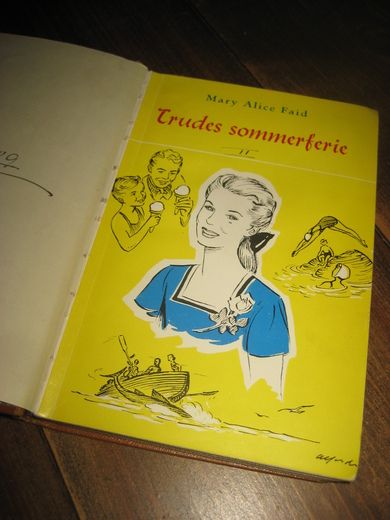 Mary Alice Faid
Trudes sommerferie
II